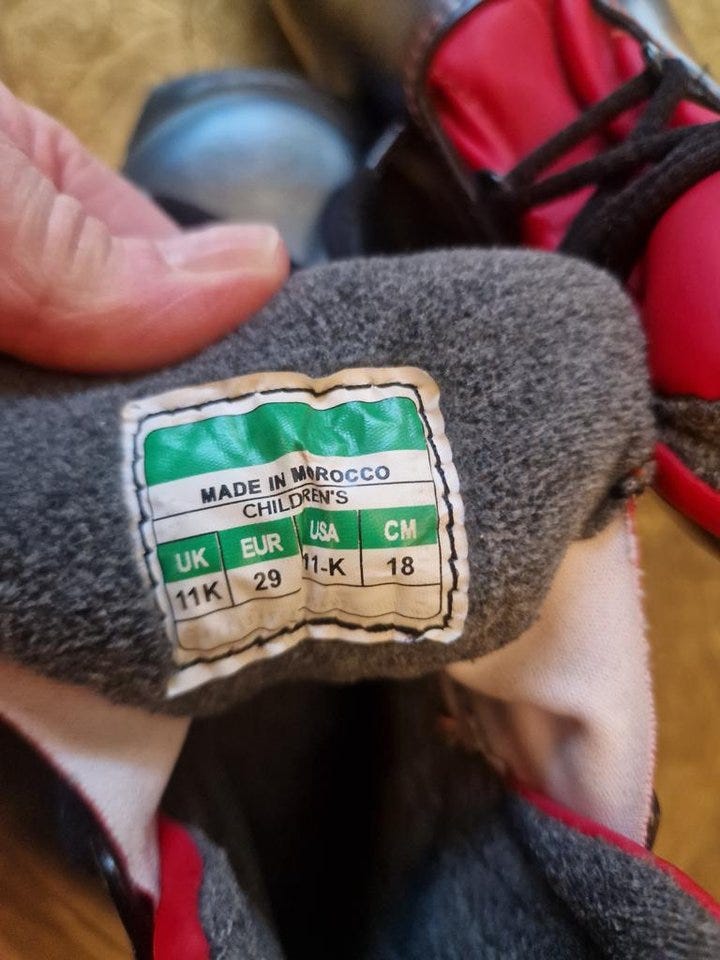 MADE IN MOROCCO
CHILDREN'S
UK EUR USA CM
11K 29 11-K 18